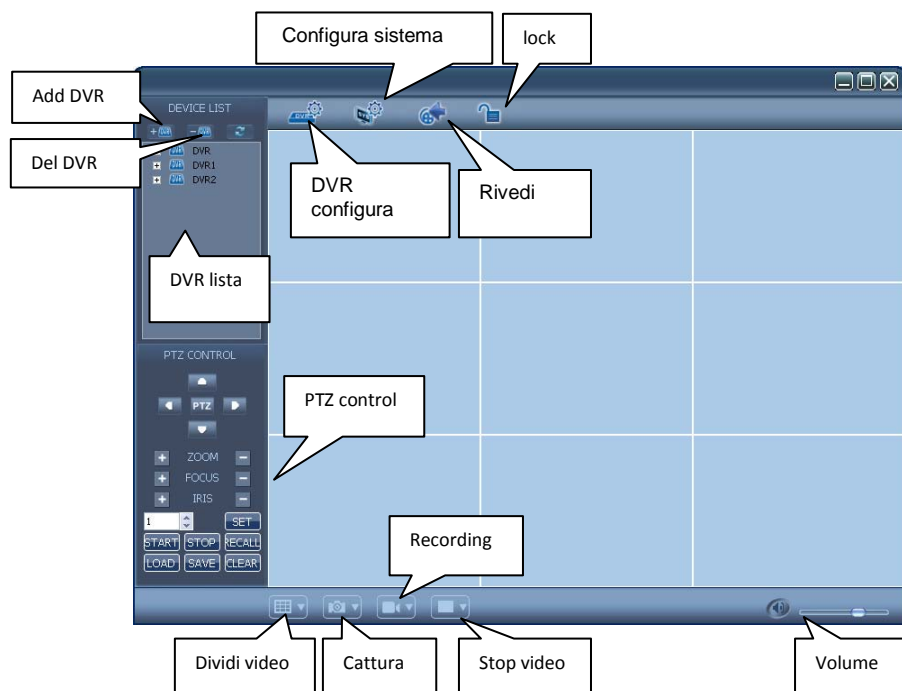 Configura sistema
lock
Add DVR
DEVICE LIST
Del DVR
DVR
DVR1
DVR2
DVR
configura
Rivedi
DVR lista
PTZ CONTROL
PTZ
PTZ control
ZOOM
FOCUS
IRIS
1
SET
START
STOP
RECALL
LOAD
SAVE
CLEAR
Recording
Dividi video
Cattura
Stop video
Volume